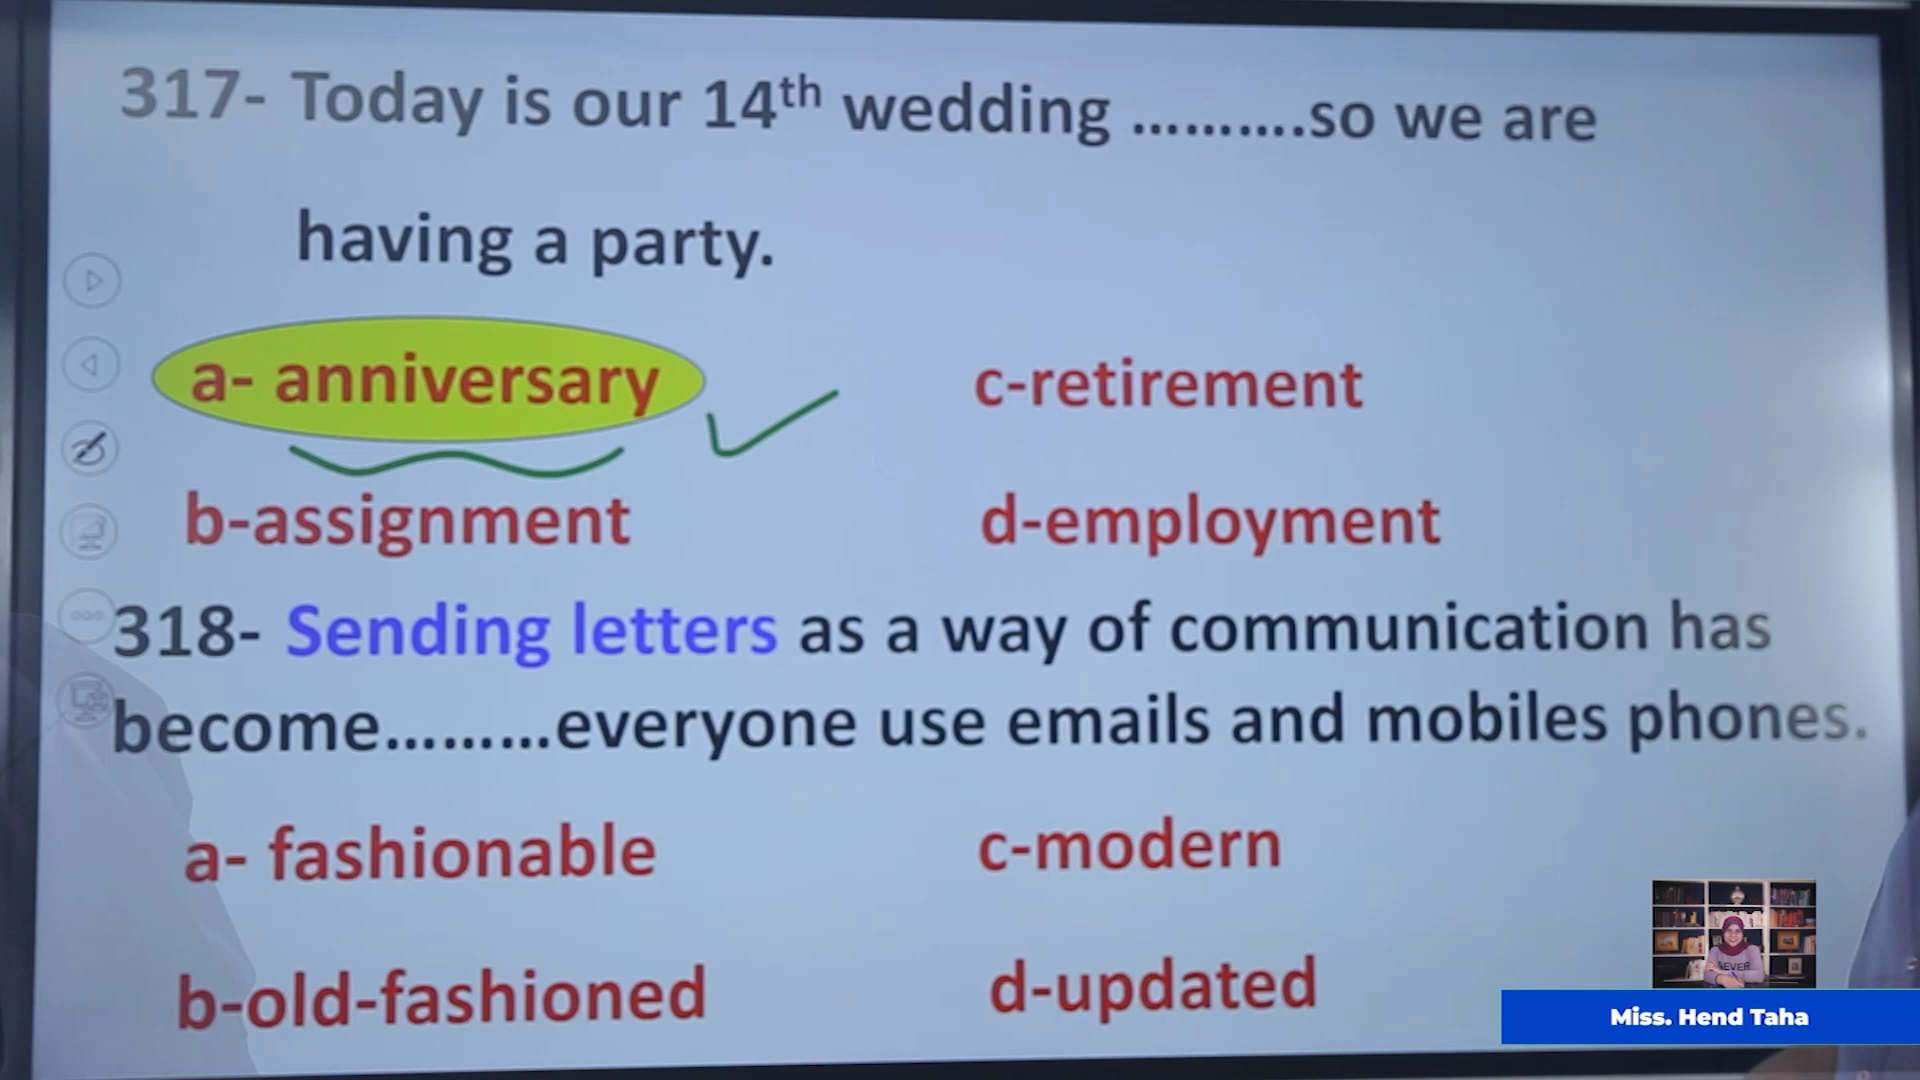 317- Today is our 14th wedding ..........so we are
having a party.
a- anniversary
c-retirement
b-assignment
d-employment
318- Sending letters as a way of communication has
become.........everyone use emails and mobiles phones.
a- fashionable
c-modern
b-old-fashioned
d-updated
Miss. Hend Taha